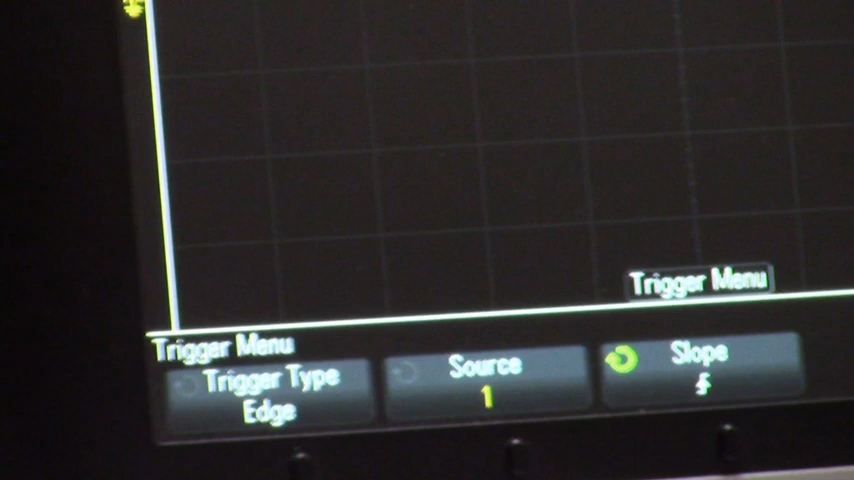 Trigger Menu
Trigger Menu
Trigger Type
Edge
Source
1
Slope